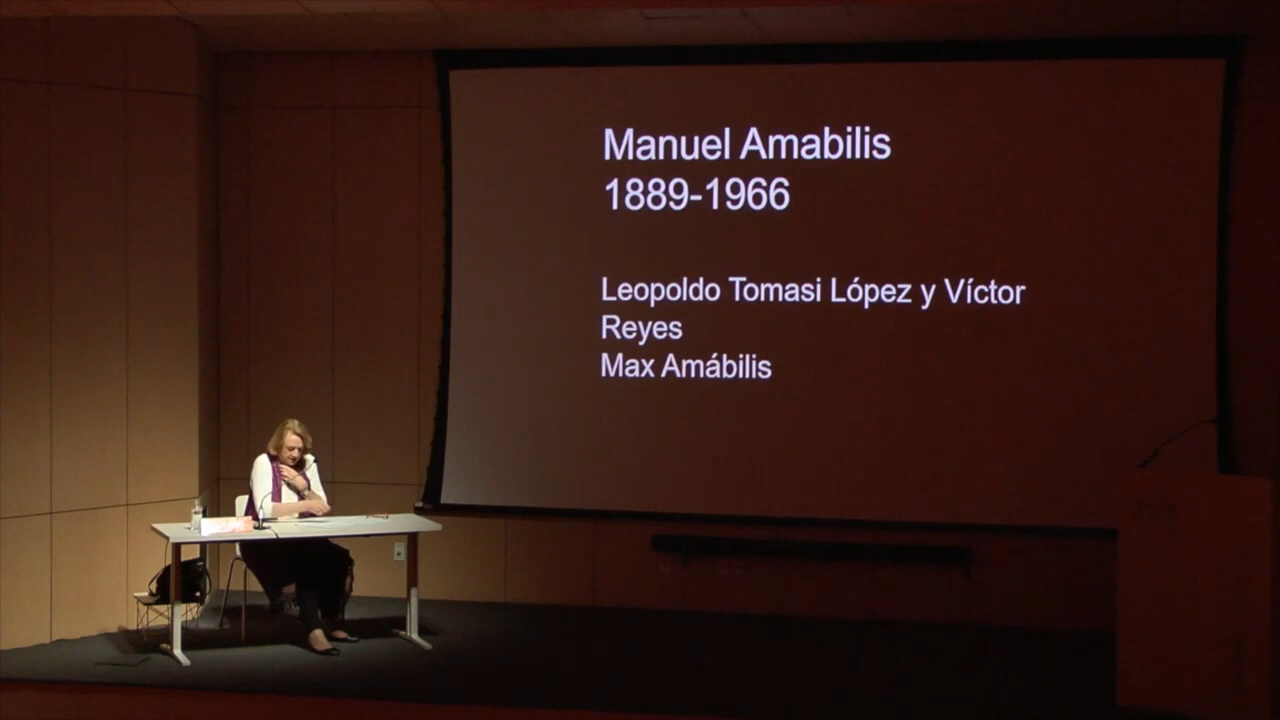 Manuel Amabilis
1889-1966
Leopoldo Tomasi López y Víctor
Reyes
Max Amábilis